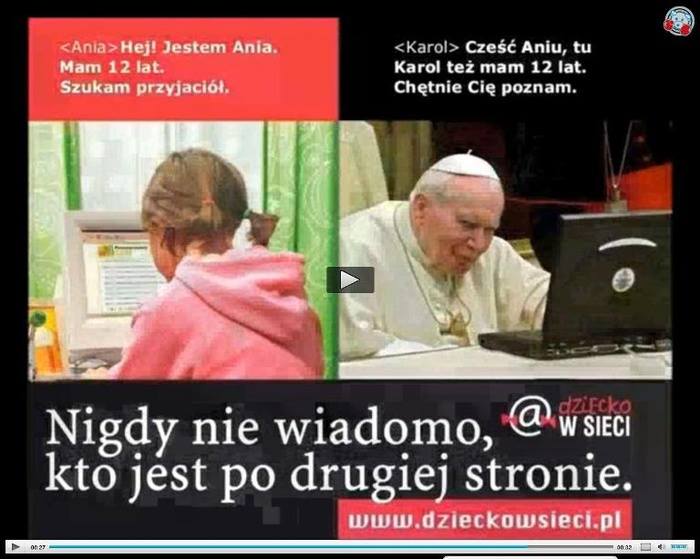 <Ania>Hej! Jestem Ania.
Mam 12 lat.
Szukam przyjaciół.
<Karol> Cześć Aniu, tu
Karol też mam 12 lat.
Chętnie Cię poznam.
Nigdy nie wiadomo,
kto jest po drugiej stronie.
@ dziecko
W SIECI
www.dzieckowsieci.pl
00:27
00:32